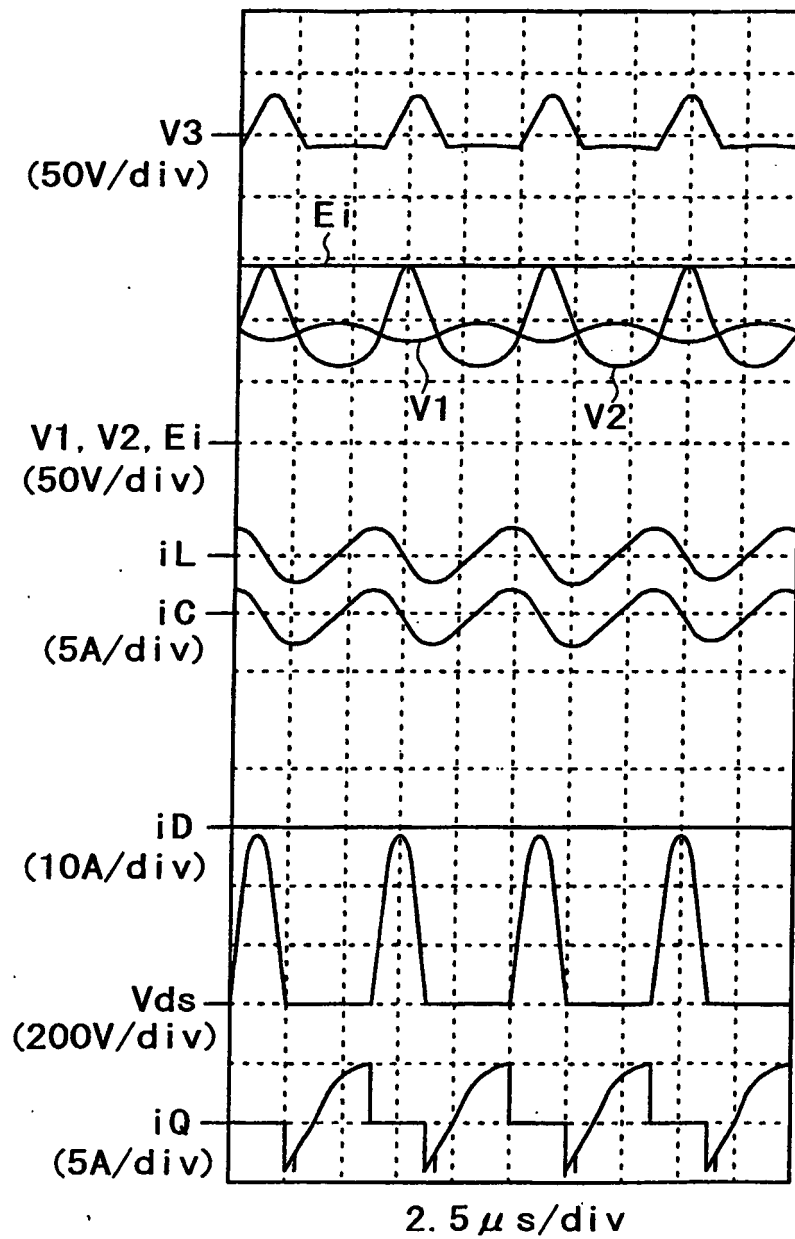 V3
(50V/div)
Ei
V1
V2
V1, V2, Ei
(50V/div)
iL
iC
(5A/div)
iD
(10A/div)
Vds
(200V/div)
iQ
(5A/div)
2.5μs/div